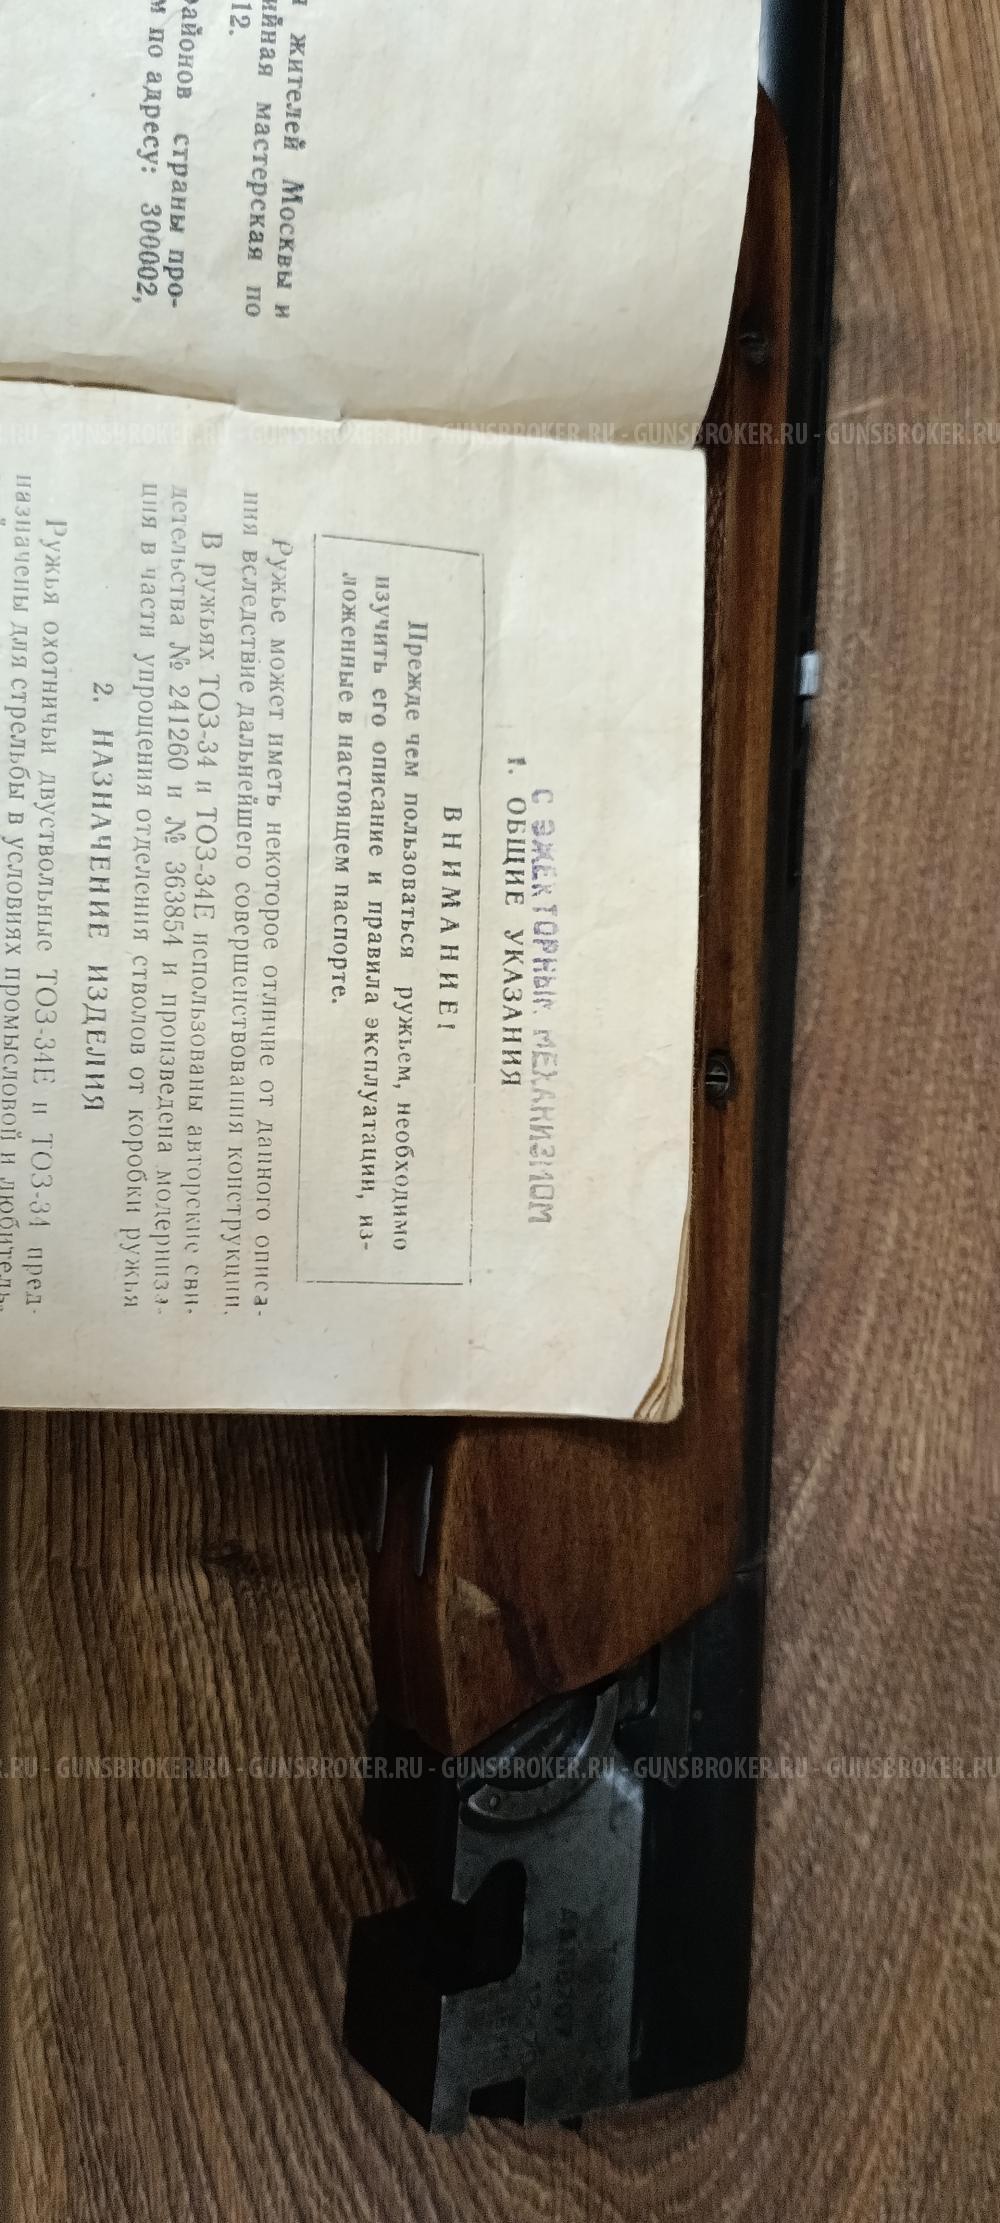 жителей Москвы и
мастерская по
12.
районов страны про-
по адресу: 300002,
С ЭЖЕКТОРНЫМ МЕХАНИЗМОМ
1. ОБЩИЕ УКАЗАНИЯ
ВНИМАНИЕ!
Прежде чем пользоваться ружьем, необходимо
изучить его описание и правила эксплуатации, из-
ложенные в настоящем паспорте.
Ружье может иметь некоторое отличие от данного описа-
ния вследствие дальнейшего совершенствования конструкции.
В ружьях ТОЗ-34 и ТОЗ-34Е использованы авторские сви-
детельства № 241260 и № 363854 и произведена модерниза-
ция в части упрощения отделения стволов от коробки ружья
2. НАЗНАЧЕНИЕ ИЗДЕЛИЯ
Ружья охотничьи двуствольные ТОЗ-34Е и ТОЗ-34 пред-
назначены для стрельбы в условиях промысловой и любитель-
GUNSBROKER.RU - GUNSBROKER.RU - GUNSBROKER.RU - GUNSBROKER.RU
GUNSBROKER.RU - GUNSBROKER.RU - GUNSBROKER.RU - GUNSBROKER.RU - GUNSBROKER.RU